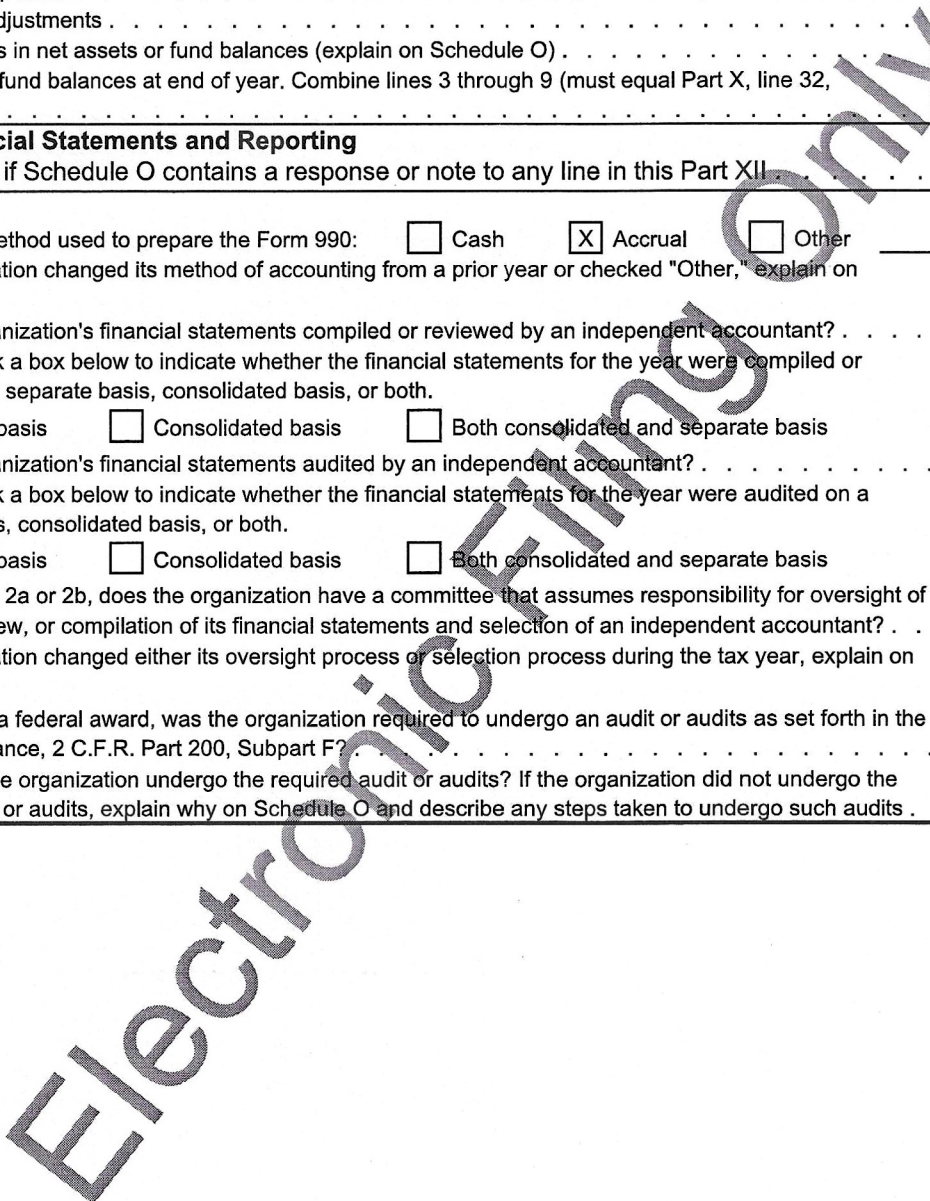 djustments . . . . . . . . . . . . . . . . . . . . . . . . . . . . . . .
s in net assets or fund balances (explain on Schedule O) . . . . . . . . . . . . .
fund balances at end of year. Combine lines 3 through 9 (must equal Part X, line 32,
. . . . . . . . . . . . . . . . . . . . . . . . . . . . . . . . . . . .
cial Statements and Reporting
if Schedule O contains a response or note to any line in this Part XII . . . . . .
ethod used to prepare the Form 990: Cash X Accrual Other
tion changed its method of accounting from a prior year or checked "Other," explain on
nization's financial statements compiled or reviewed by an independent accountant? . . . .
k a box below to indicate whether the financial statements for the year were compiled or
separate basis, consolidated basis, or both.
basis Consolidated basis Both consolidated and separate basis
nization's financial statements audited by an independent accountant? . . . . . . . . . .
k a box below to indicate whether the financial statements for the year were audited on a
s, consolidated basis, or both.
basis Consolidated basis Both consolidated and separate basis
2a or 2b, does the organization have a committee that assumes responsibility for oversight of
ew, or compilation of its financial statements and selection of an independent accountant? . .
tion changed either its oversight process or selection process during the tax year, explain on
a federal award, was the organization required to undergo an audit or audits as set forth in the
ance, 2 C.F.R. Part 200, Subpart F? . . . . . . . . . . . . . . . . . . . . . .
e organization undergo the required audit or audits? If the organization did not undergo the
or audits, explain why on Schedule O and describe any steps taken to undergo such audits .
Electronic Filing Only